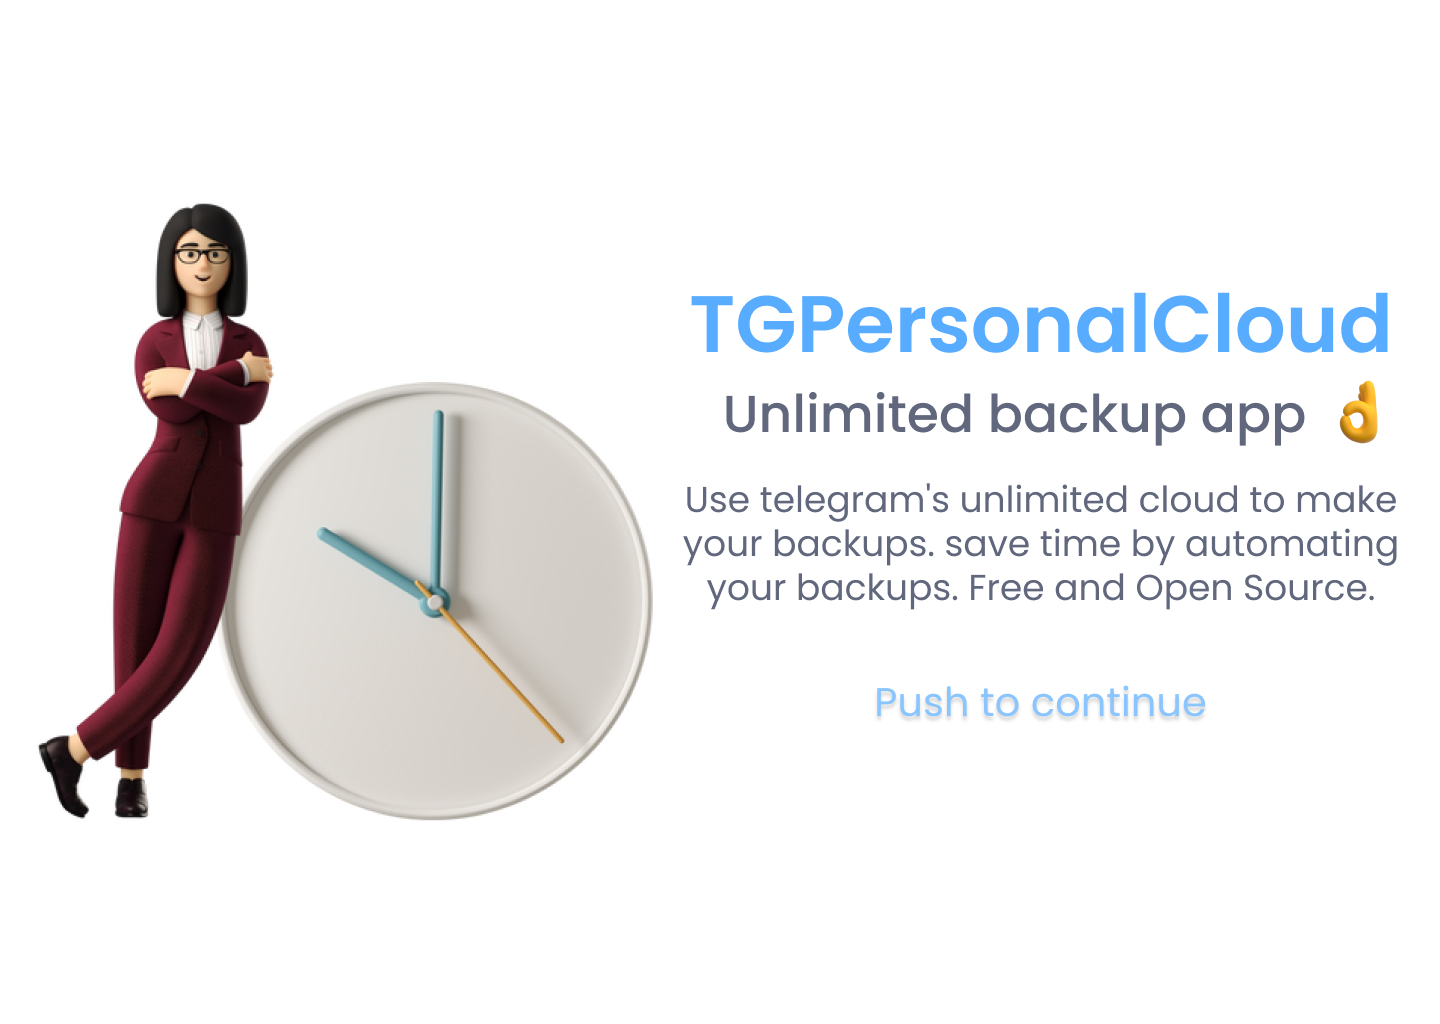 TGPersonalCloud
Unlimited backup app 👌
Use telegram's unlimited cloud to make
your backups. save time by automating
your backups. Free and Open Source.
Push to continue